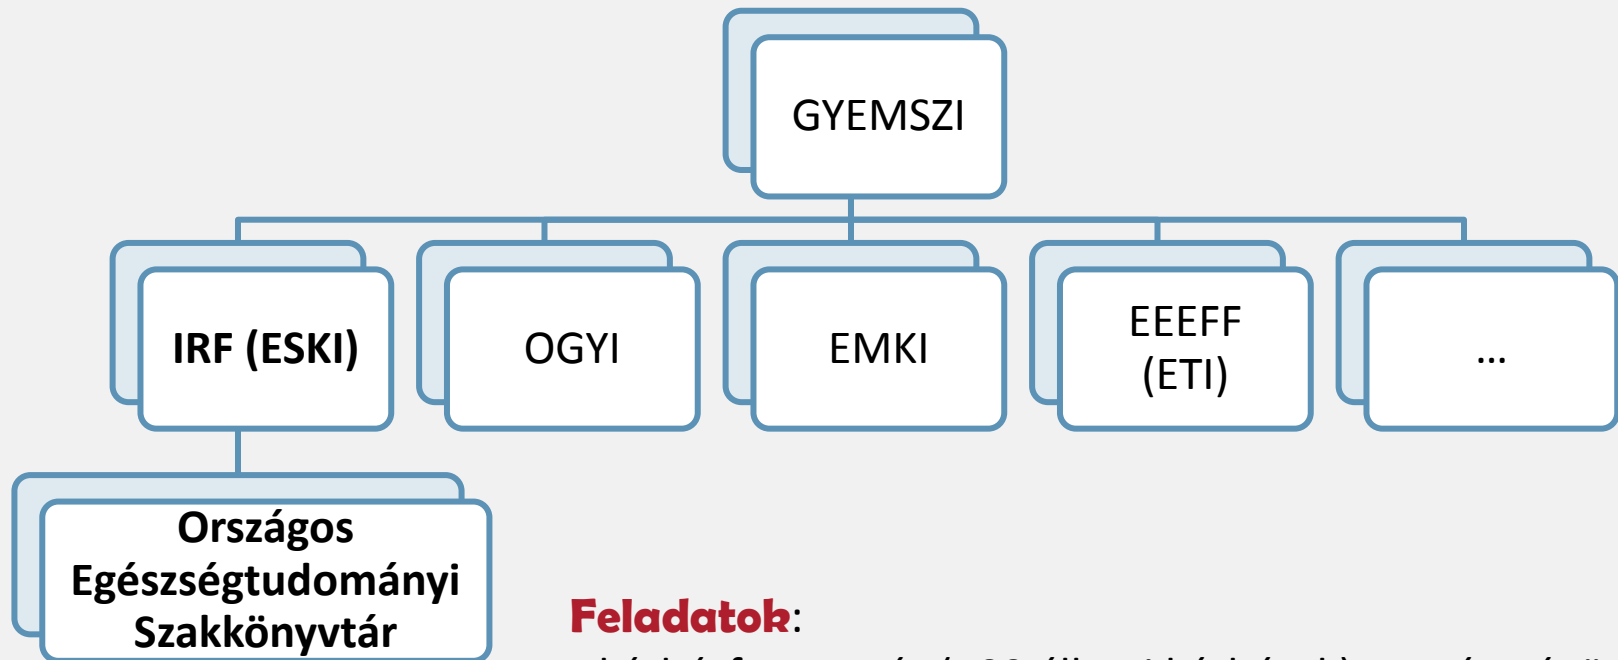 GYEMSZI
IRF (ESKI)
OGYI
EMKI
EEEFF
(ETI)
...
Országos
Egészségtudományi
Szakkönyvtár
Feladatok: